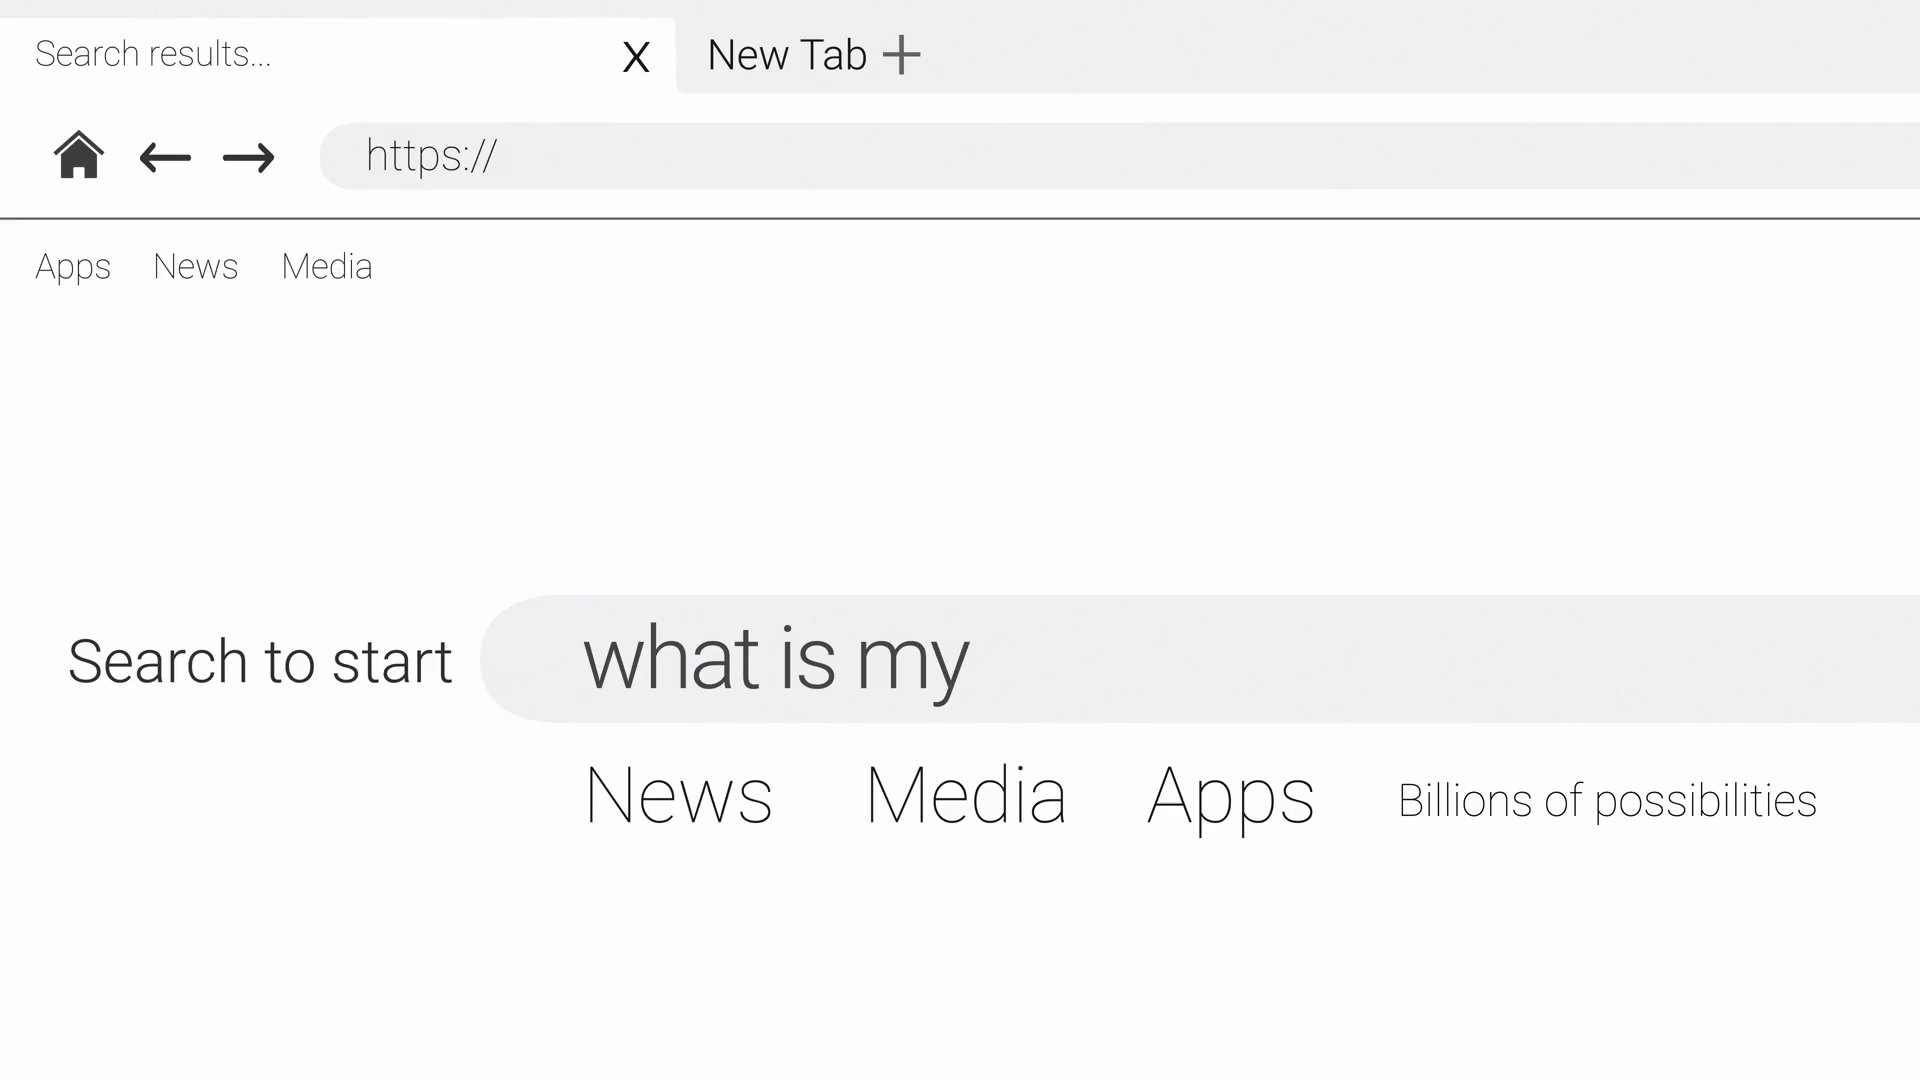 Search results... X New Tab +
https://
Apps News Media
Search to start what is my
News Media Apps Billions of possibilities